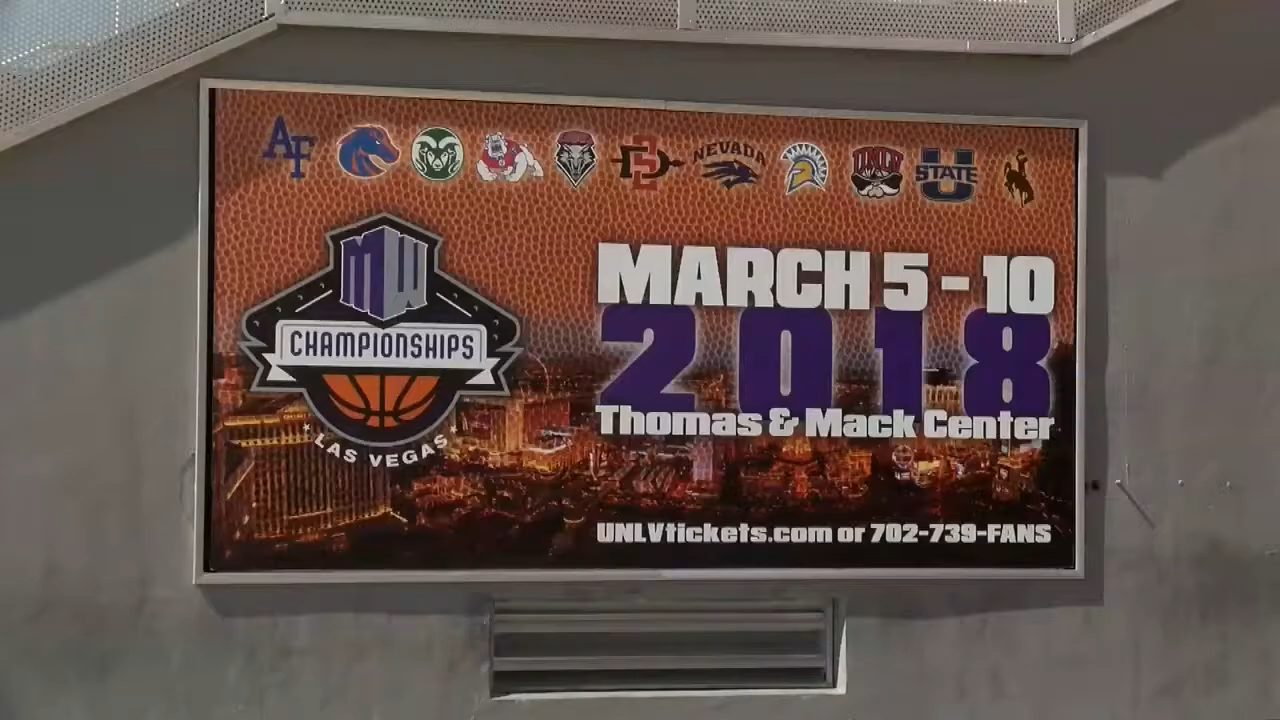 AF
NEVADA
UNLV
U STATE
MW
CHAMPIONSHIPS
LAS VEGAS
MARCH 5 - 10
2018
Thomas & Mack Center
UNLVtickets.com or 702-739-FANS